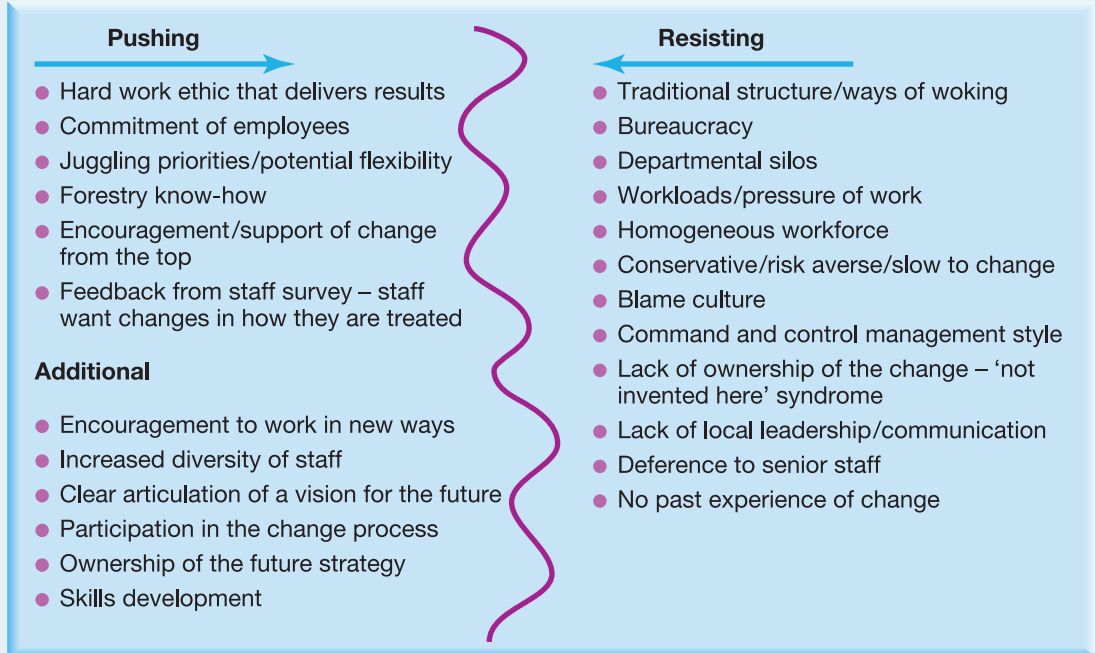 Pushing
● Hard work ethic that delivers results
● Commitment of employees
● Juggling priorities/potential flexibility
● Forestry know-how
● Encouragement/support of change
from the top
● Feedback from staff survey – staff
want changes in how they are treated
Additional
● Encouragement to work in new ways
● Increased diversity of staff
● Clear articulation of a vision for the future
● Participation in the change process
● Ownership of the future strategy
● Skills development
Resisting
● Traditional structure/ways of woking
● Bureaucracy
● Departmental silos
● Workloads/pressure of work
● Homogeneous workforce
● Conservative/risk averse/slow to change
● Blame culture
● Command and control management style
● Lack of ownership of the change – ‘not
invented here’ syndrome
● Lack of local leadership/communication
● Deference to senior staff
● No past experience of change